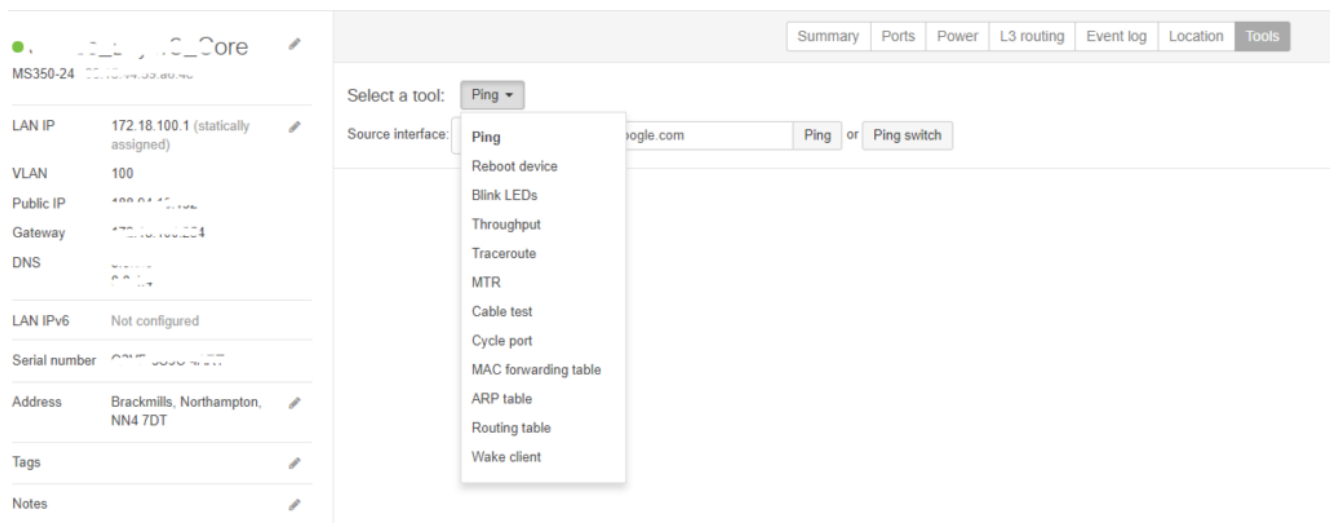 Core
MS350-24
LAN IP 172.18.100.1 (statically
assigned)
VLAN 100
Public IP
Gateway
DNS
LAN IPv6 Not configured
Serial number
Address Brackmills, Northampton,
NN4 7DT
Tags
Notes
Summary Ports Power L3 routing Event log Location Tools
Select a tool: Ping
Source interface: Ping or Ping switch
Ping
Reboot device
Blink LEDs
Throughput
Traceroute
MTR
Cable test
Cycle port
MAC forwarding table
ARP table
Routing table
Wake client